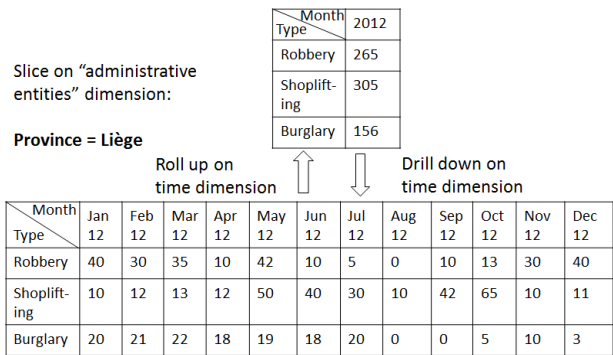 Month
Type
2012
Robbery 265
Shoplift-
ing
305
Burglary 156
Slice on “administrative
entities” dimension:
Province = Liège
Roll up on
time dimension
Drill down on
time dimension
Month
Type
Jan Feb Mar Apr May Jun Jul Aug Sep Oct Nov Dec
12 12 12 12 12 12 12 12 12 12 12 12
Robbery 40 30 35 10 42 10 5 0 10 13 30 40
Shoplift-
ing
10 12 13 12 50 40 30 10 42 65 10 11
Burglary 20 21 22 18 19 18 20 0 0 5 10 3